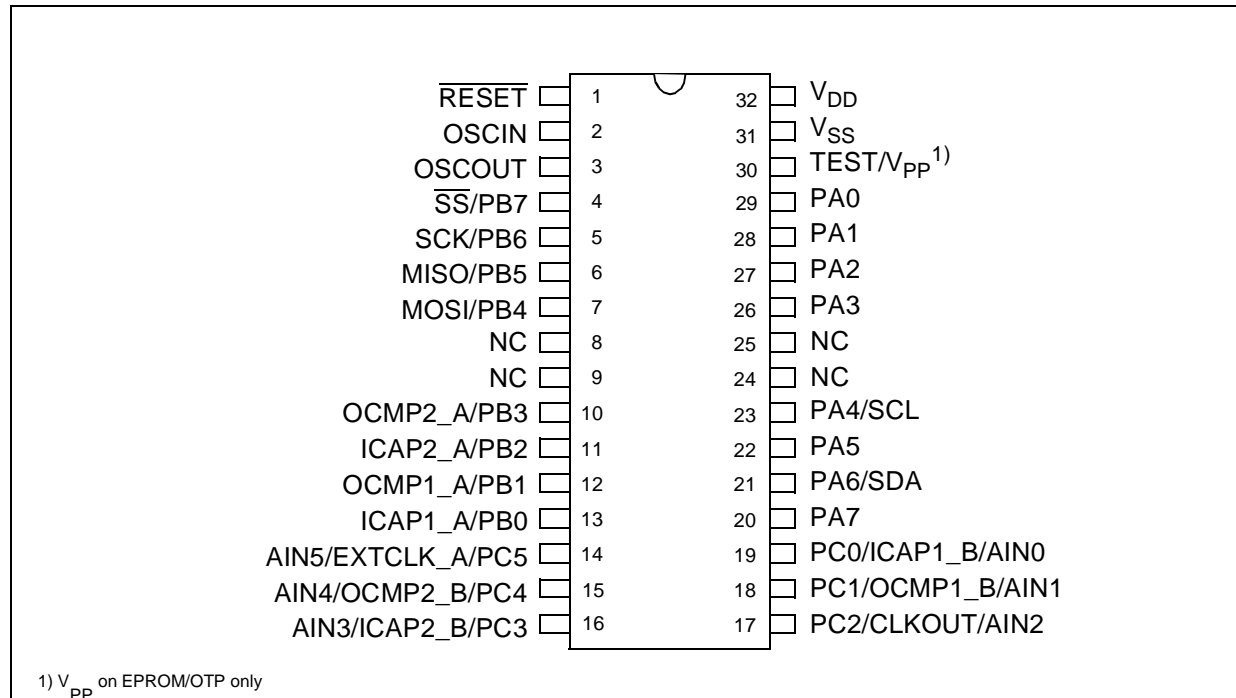 RESET 1 32 VDD
OSCIN 2 31 VSS
OSCOUT 3 30 TEST/VPP1)
SS/PB7 4 29 PA0
SCK/PB6 5 28 PA1
MISO/PB5 6 27 PA2
MOSI/PB4 7 26 PA3
NC 8 25 NC
NC 9 24 NC
OCMP2_A/PB3 10 23 PA4/SCL
ICAP2_A/PB2 11 22 PA5
OCMP1_A/PB1 12 21 PA6/SDA
ICAP1_A/PB0 13 20 PA7
AIN5/EXTCLK_A/PC5 14 19 PC0/ICAP1_B/AIN0
AIN4/OCMP2_B/PC4 15 18 PC1/OCMP1_B/AIN1
AIN3/ICAP2_B/PC3 16 17 PC2/CLKOUT/AIN2
1) VPP on EPROM/OTP only